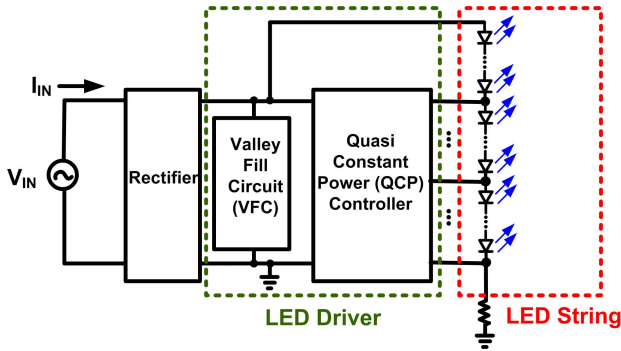 I_IN
V_IN
Rectifier
Valley
Fill
Circuit
(VFC)
Quasi
Constant
Power (QCP)
Controller
LED Driver
LED String